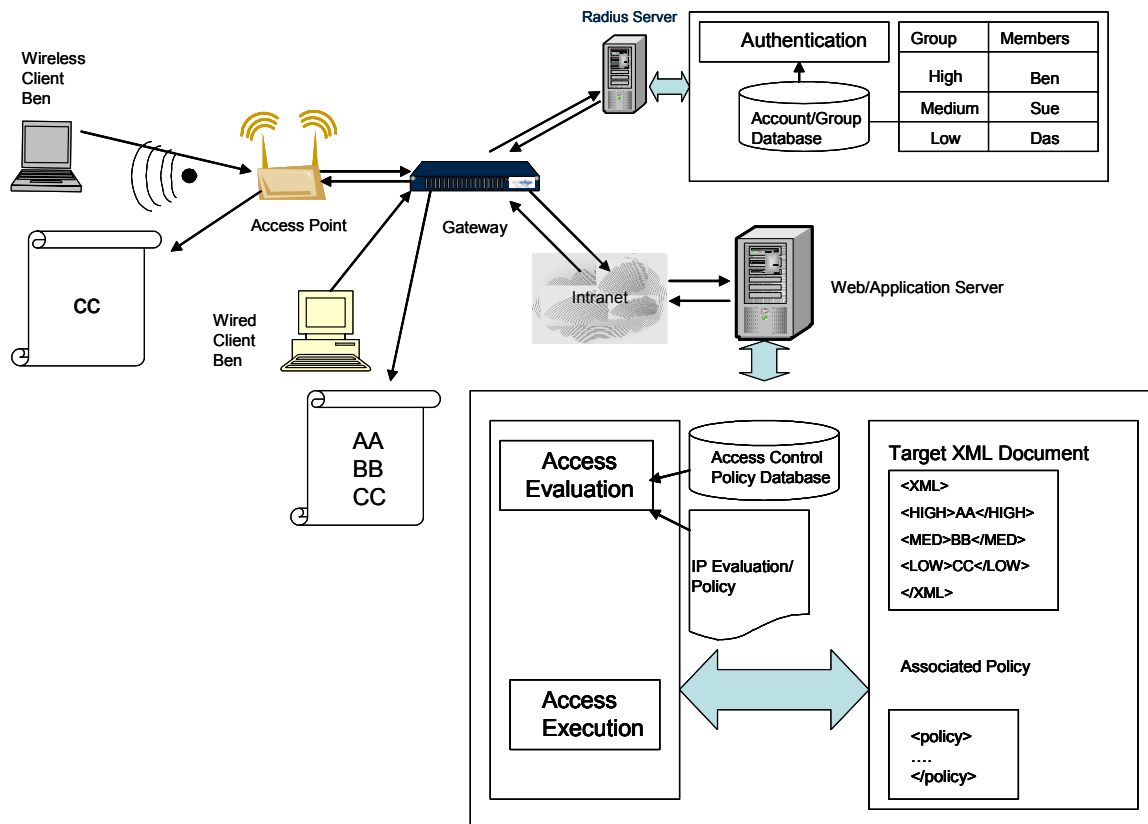 Radius Server
Wireless
Client
Ben
Authentication
Account/Group
Database
Group Members
High Ben
Medium Sue
Low Das
Access Point
Gateway
CC
Wired
Client
Ben
Intranet
Web/Application Server
AA
BB
CC
Access
Evaluation
Access Control
Policy Database
IP Evaluation/
Policy
Access
Execution
Target XML Document
<XML>
<HIGH>AA</HIGH>
<MED>BB</MED>
<LOW>CC</LOW>
</XML>
Associated Policy
<policy>
....
</policy>